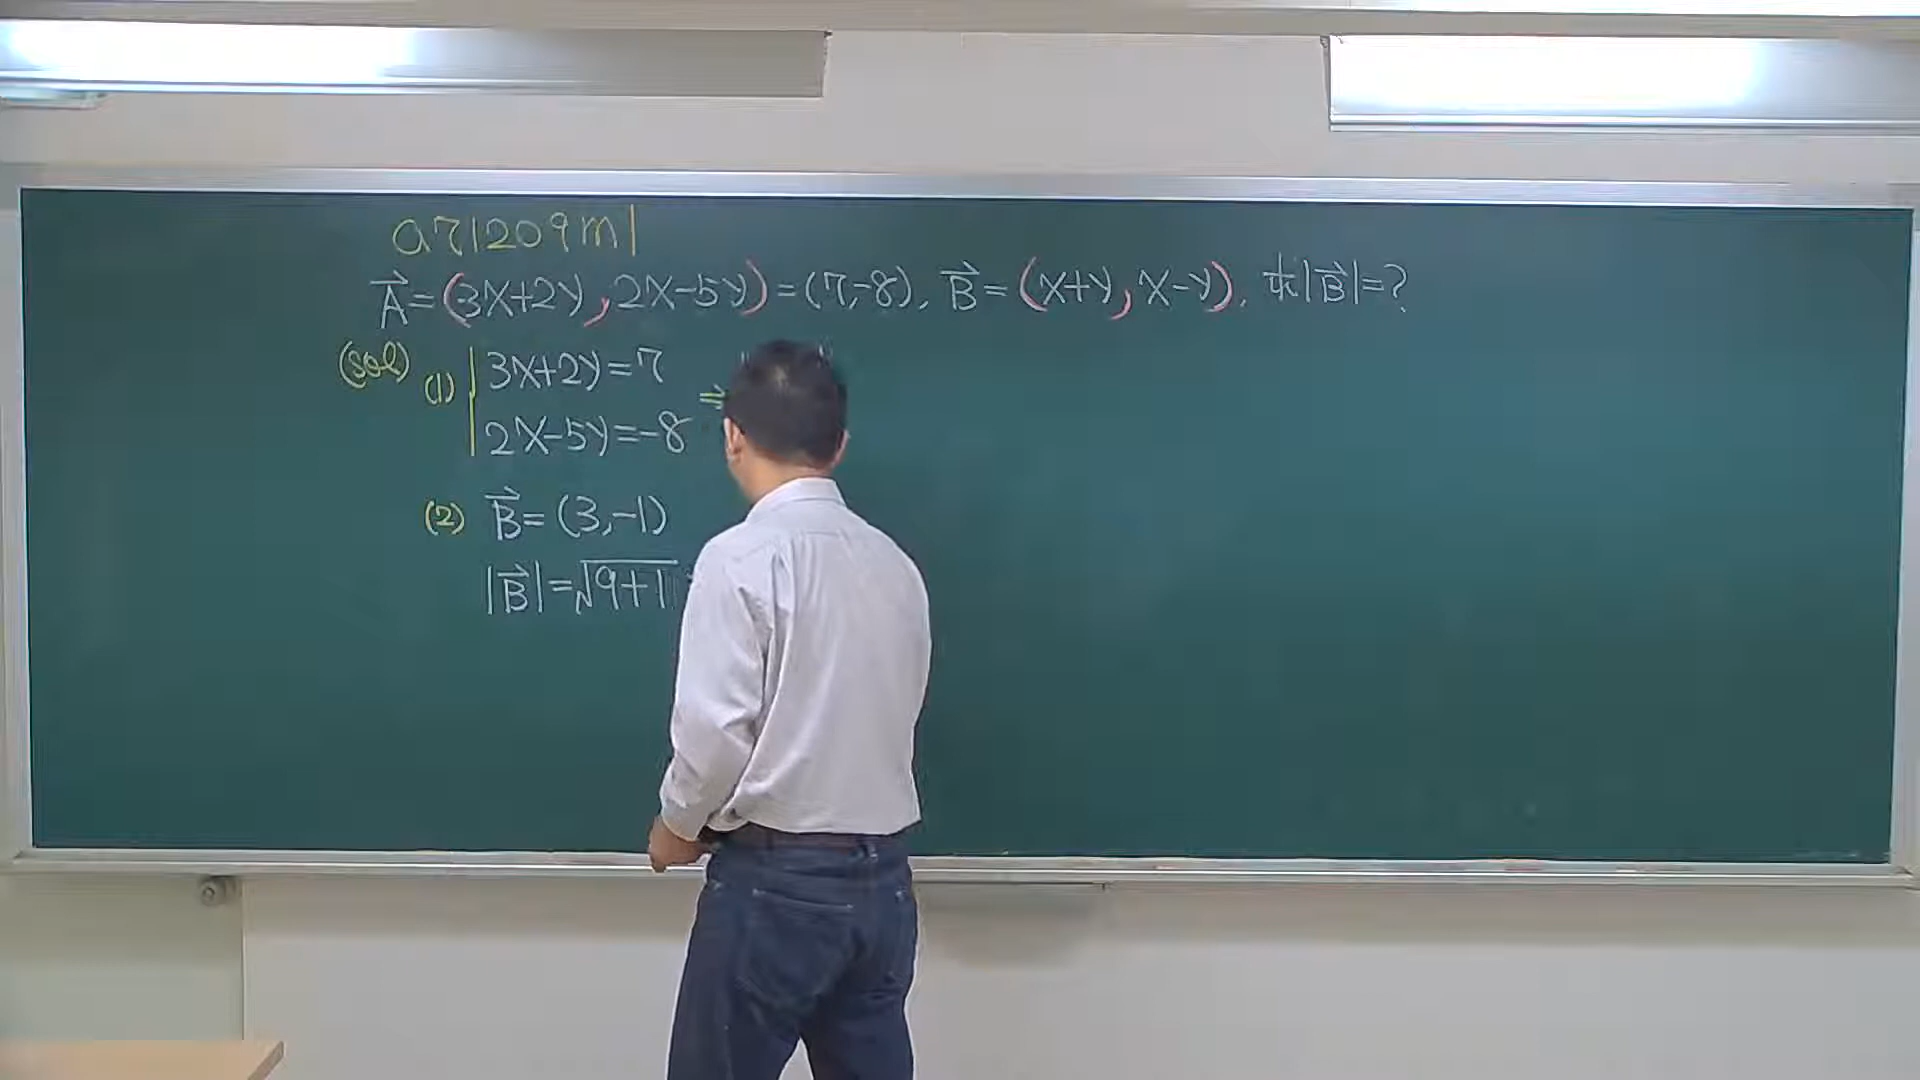 a71209m1
A⃗=(3x+2y, 2x-5y)=(7,-8), B⃗=(x+y, x-y), 求|B⃗|=?
(sol) (1) 3x+2y=7 ⇒
2x-5y=-8
(2) B⃗=(3,-1)
|B⃗|=√9+1